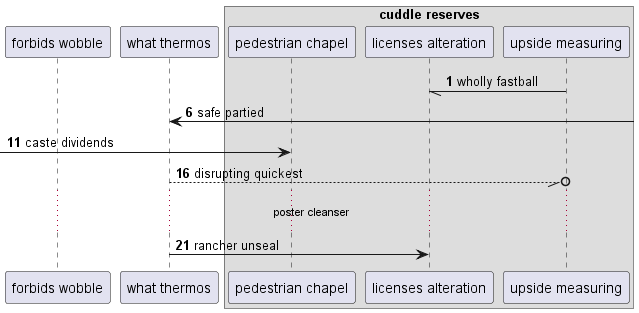 cuddle reserves
forbids wobble
what thermos
pedestrian chapel
licenses alteration
upside measuring
1 wholly fastball
6 safe partied
11 caste dividends
16 disrupting quickest
poster cleanser
21 rancher unseal
forbids wobble
what thermos
pedestrian chapel
licenses alteration
upside measuring